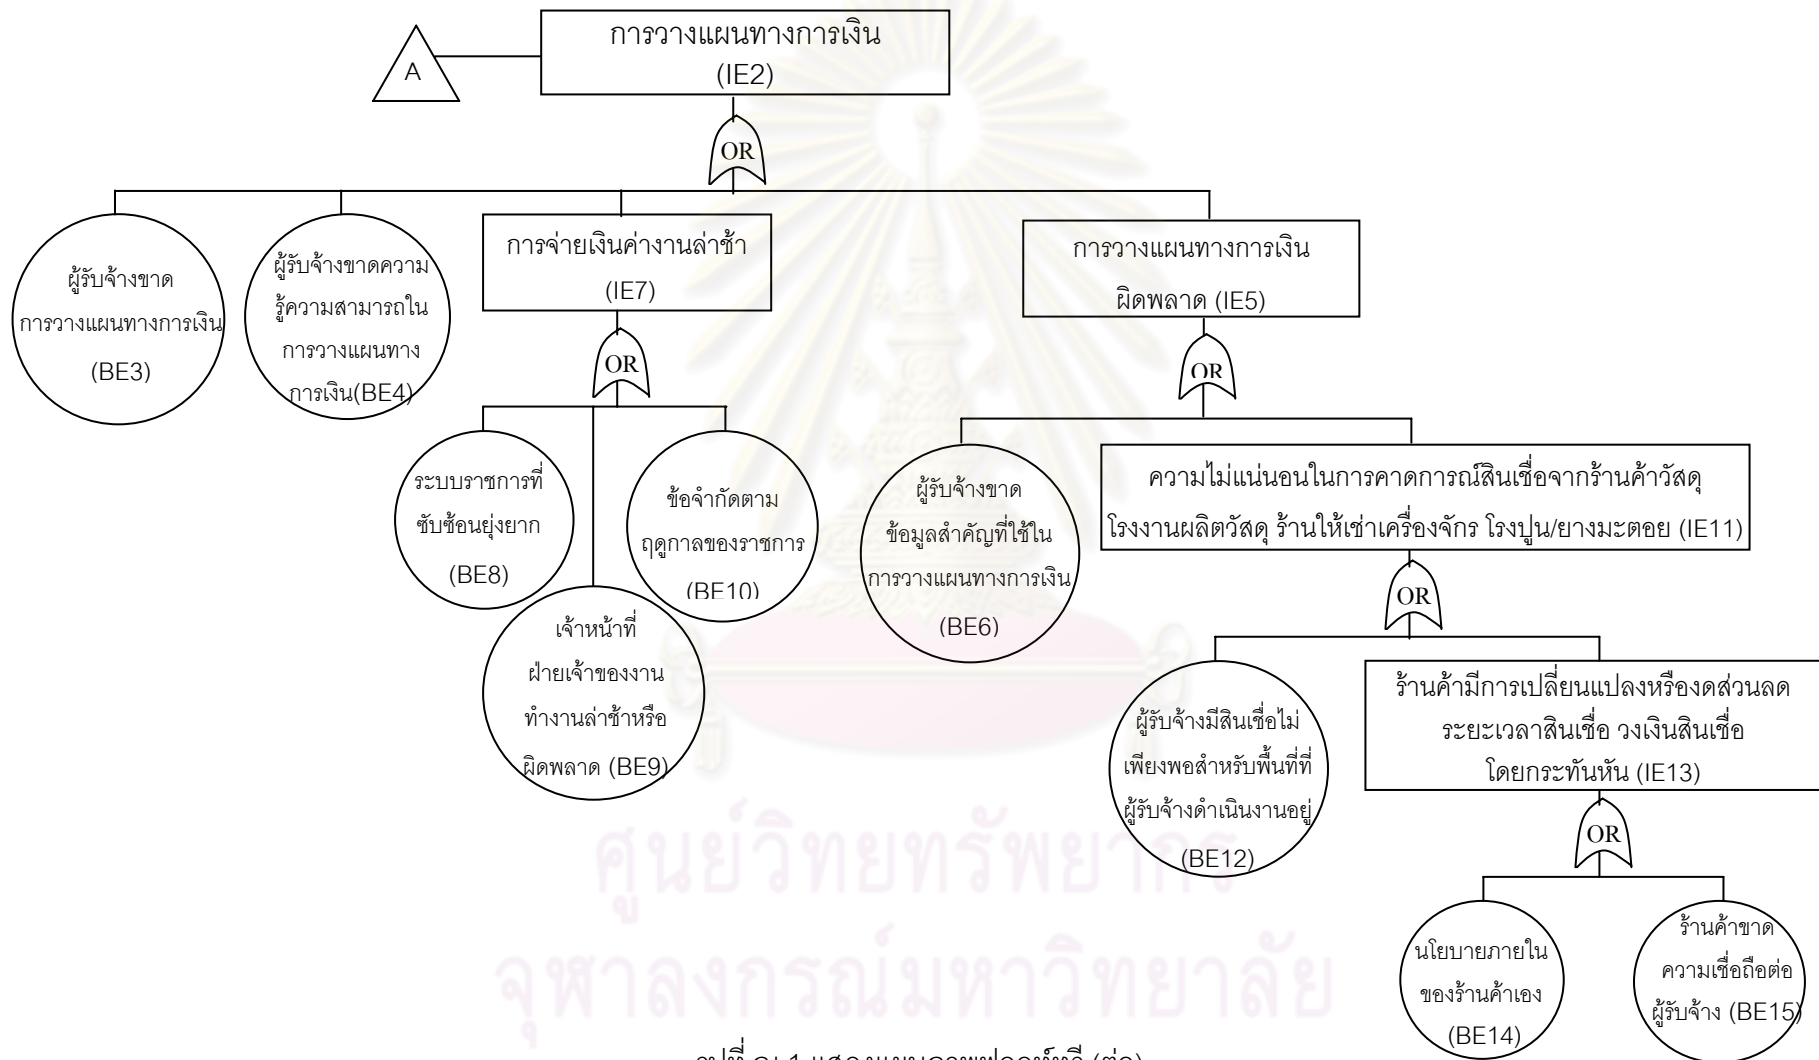 การวางแผนทางการเงิน
(IE2)
A
OR
ผู้รับจ้างขาด
การวางแผนทางการเงิน
(BE3)
ผู้รับจ้างขาดความ
รู้ความสามารถใน
การวางแผนทาง
การเงิน(BE4)
การจ่ายเงินค่างานล่าช้า
(IE7)
การวางแผนทางการเงิน
ผิดพลาด (IE5)
OR
OR
ระบบราชการที่
ซับซ้อนยุ่งยาก
(BE8)
เจ้าหน้าที่
ฝ่ายเจ้าของงาน
ทำงานล่าช้าหรือ
ผิดพลาด (BE9)
ข้อจำกัดตาม
ฤดูกาลของราชการ
(BE10)
ผู้รับจ้างขาด
ข้อมูลสำคัญที่ใช้ใน
การวางแผนทางการเงิน
(BE6)
ความไม่แน่นอนในการคาดการณ์สินเชื่อจากร้านค้าวัสดุ
โรงงานผลิตวัสดุ ร้านให้เช่าเครื่องจักร โรงปูน/ยางมะตอย (IE11)
OR
ผู้รับจ้างมีสินเชื่อไม่
เพียงพอสำหรับพื้นที่ที่
ผู้รับจ้างดำเนินงานอยู่
(BE12)
ร้านค้ามีการเปลี่ยนแปลงหรืองดส่วนลด
ระยะเวลาสินเชื่อ วงเงินสินเชื่อ
โดยกระทันหัน (IE13)
OR
นโยบายภายใน
ของร้านค้าเอง
(BE14)
ร้านค้าขาด
ความเชื่อถือต่อ
ผู้รับจ้าง (BE15)
ศูนย์วิทยทรัพยากร
จุฬาลงกรณ์มหาวิทยาลัย